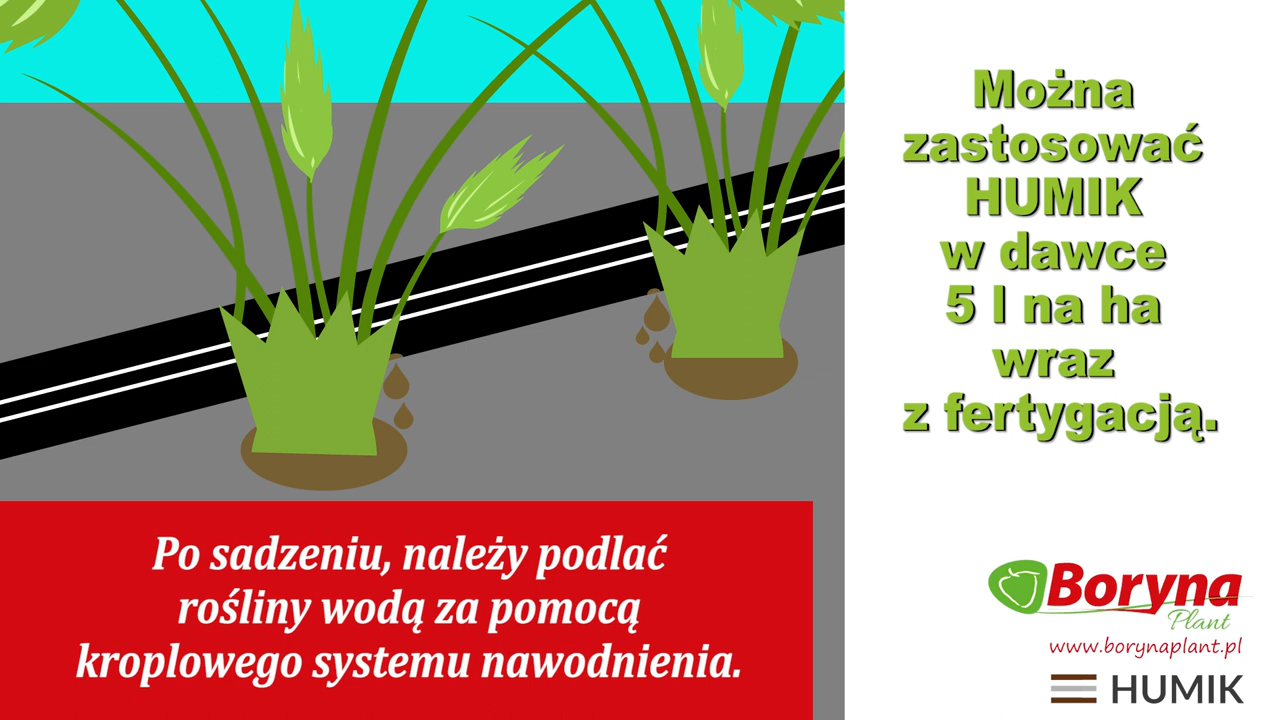 Można
zastosować
HUMIK
w dawce
5 l na ha
wraz
z fertygacją.
Po sadzeniu, należy podlać
rośliny wodą za pomocą
kroplowego systemu nawodnienia.
Boryna
Plant
www.borynaplant.pl
HUMIK